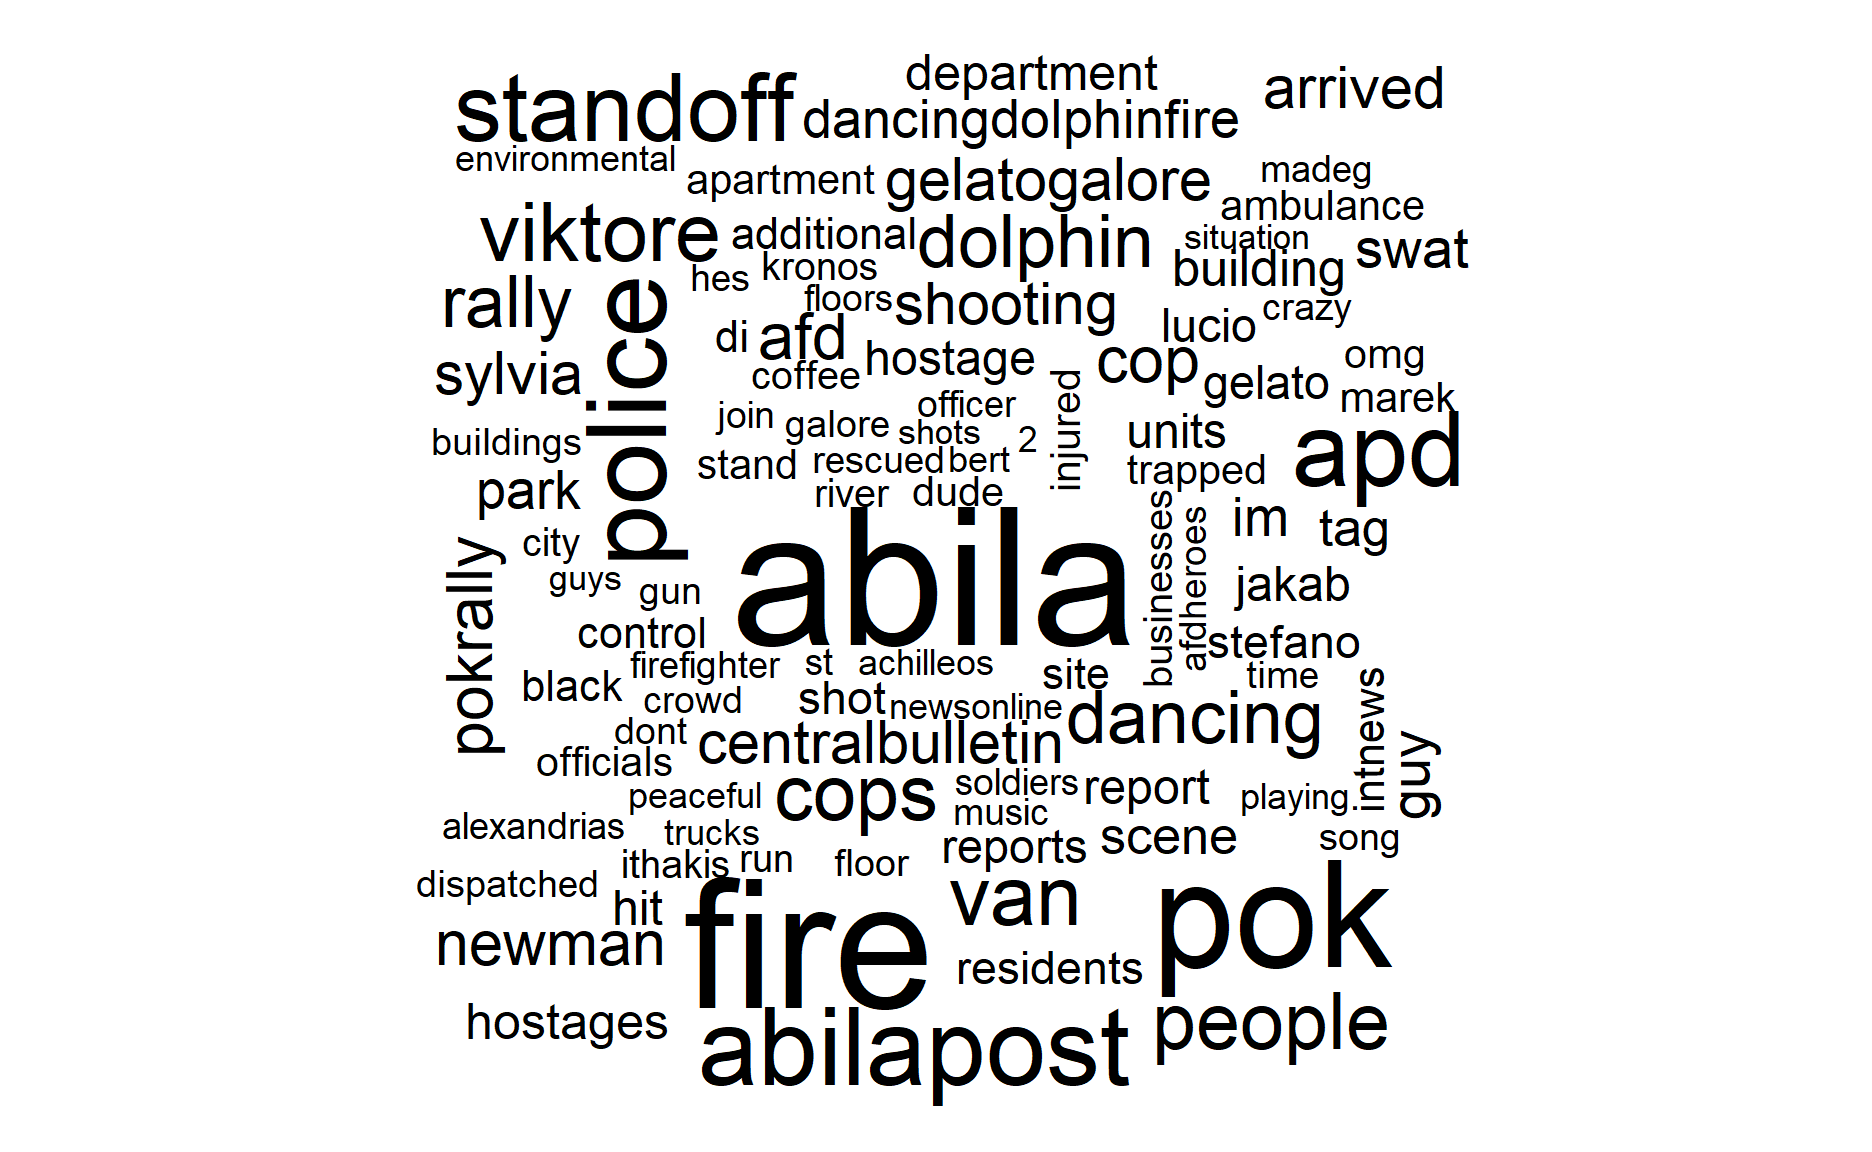 department
arrived
standoff
dancingdolphinfire
environmental
apartment
gelatogalore
madeg
ambulance
viktore
additional
dolphin
situation
swat
hes
kronos
building
rally
police
floors
shooting
crazy
lucio
di
afd
hostage
cop
omg
sylvia
coffee
gelato
marek
join
galore
officer
injured
buildings
shots
2
units
apd
stand
rescued
bert
trapped
park
river
dude
abila
businesses
afdheroes
im
tag
city
pokrally
guys
gun
jakab
control
stefano
firefighter
st
achilleos
site
time
black
crowd
shot
newsonline
dancing
intnews
dont
centralbulletin
guy
officials
cops
soldiers
report
peaceful
music
playing
alexandrias
trucks
reports
scene
song
ithakis
run
floor
dispatched
hit
fire
van
pok
newman
residents
hostages
abilapost
people